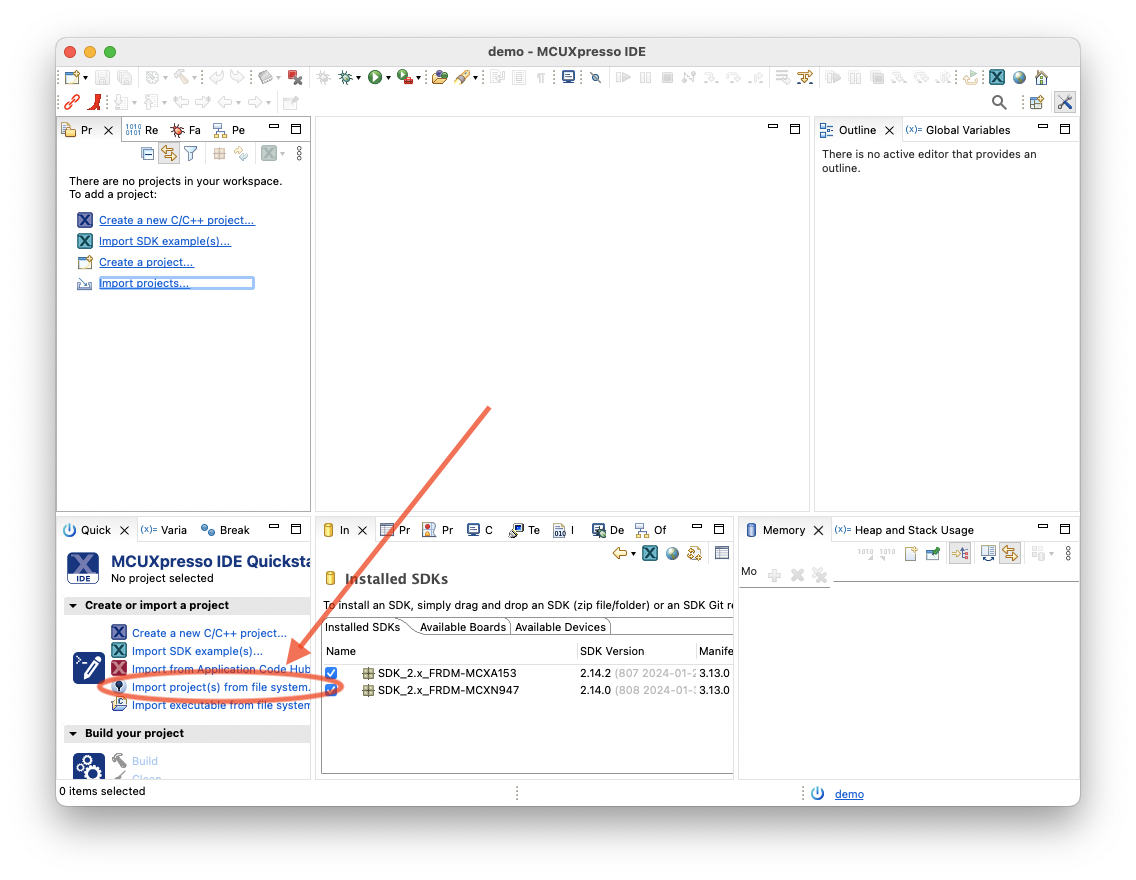 demo - MCUXpresso IDE
Pr
Re
Fa
Pe
There are no projects in your workspace.
To add a project:
Create a new C/C++ project...
Import SDK example(s)...
Create a project...
Import projects...
Outline
(x)= Global Variables
There is no active editor that provides an
outline.
Quick
(x)= Varia
Break
MCUXpresso IDE Quicksta
IDE
No project selected
Create or import a project
Create a new C/C++ project...
Import SDK example(s)...
Import from Application Code Hub
Import project(s) from file system.
Import executable from file system
Build your project
Build
Clean
In
Pr
Pr
C
Te
I
De
Of
Installed SDKs
To install an SDK, simply drag and drop an SDK (zip file/folder) or an SDK Git re
Installed SDKs
Available Boards
Available Devices
Name
SDK Version
Manife
SDK_2.x_FRDM-MCXA153
2.14.2 (807 2024-01-2
3.13.0
SDK_2.x_FRDM-MCXN947
2.14.0 (808 2024-01-
3.13.0
Memory
(x)= Heap and Stack Usage
Mo
0 items selected
demo